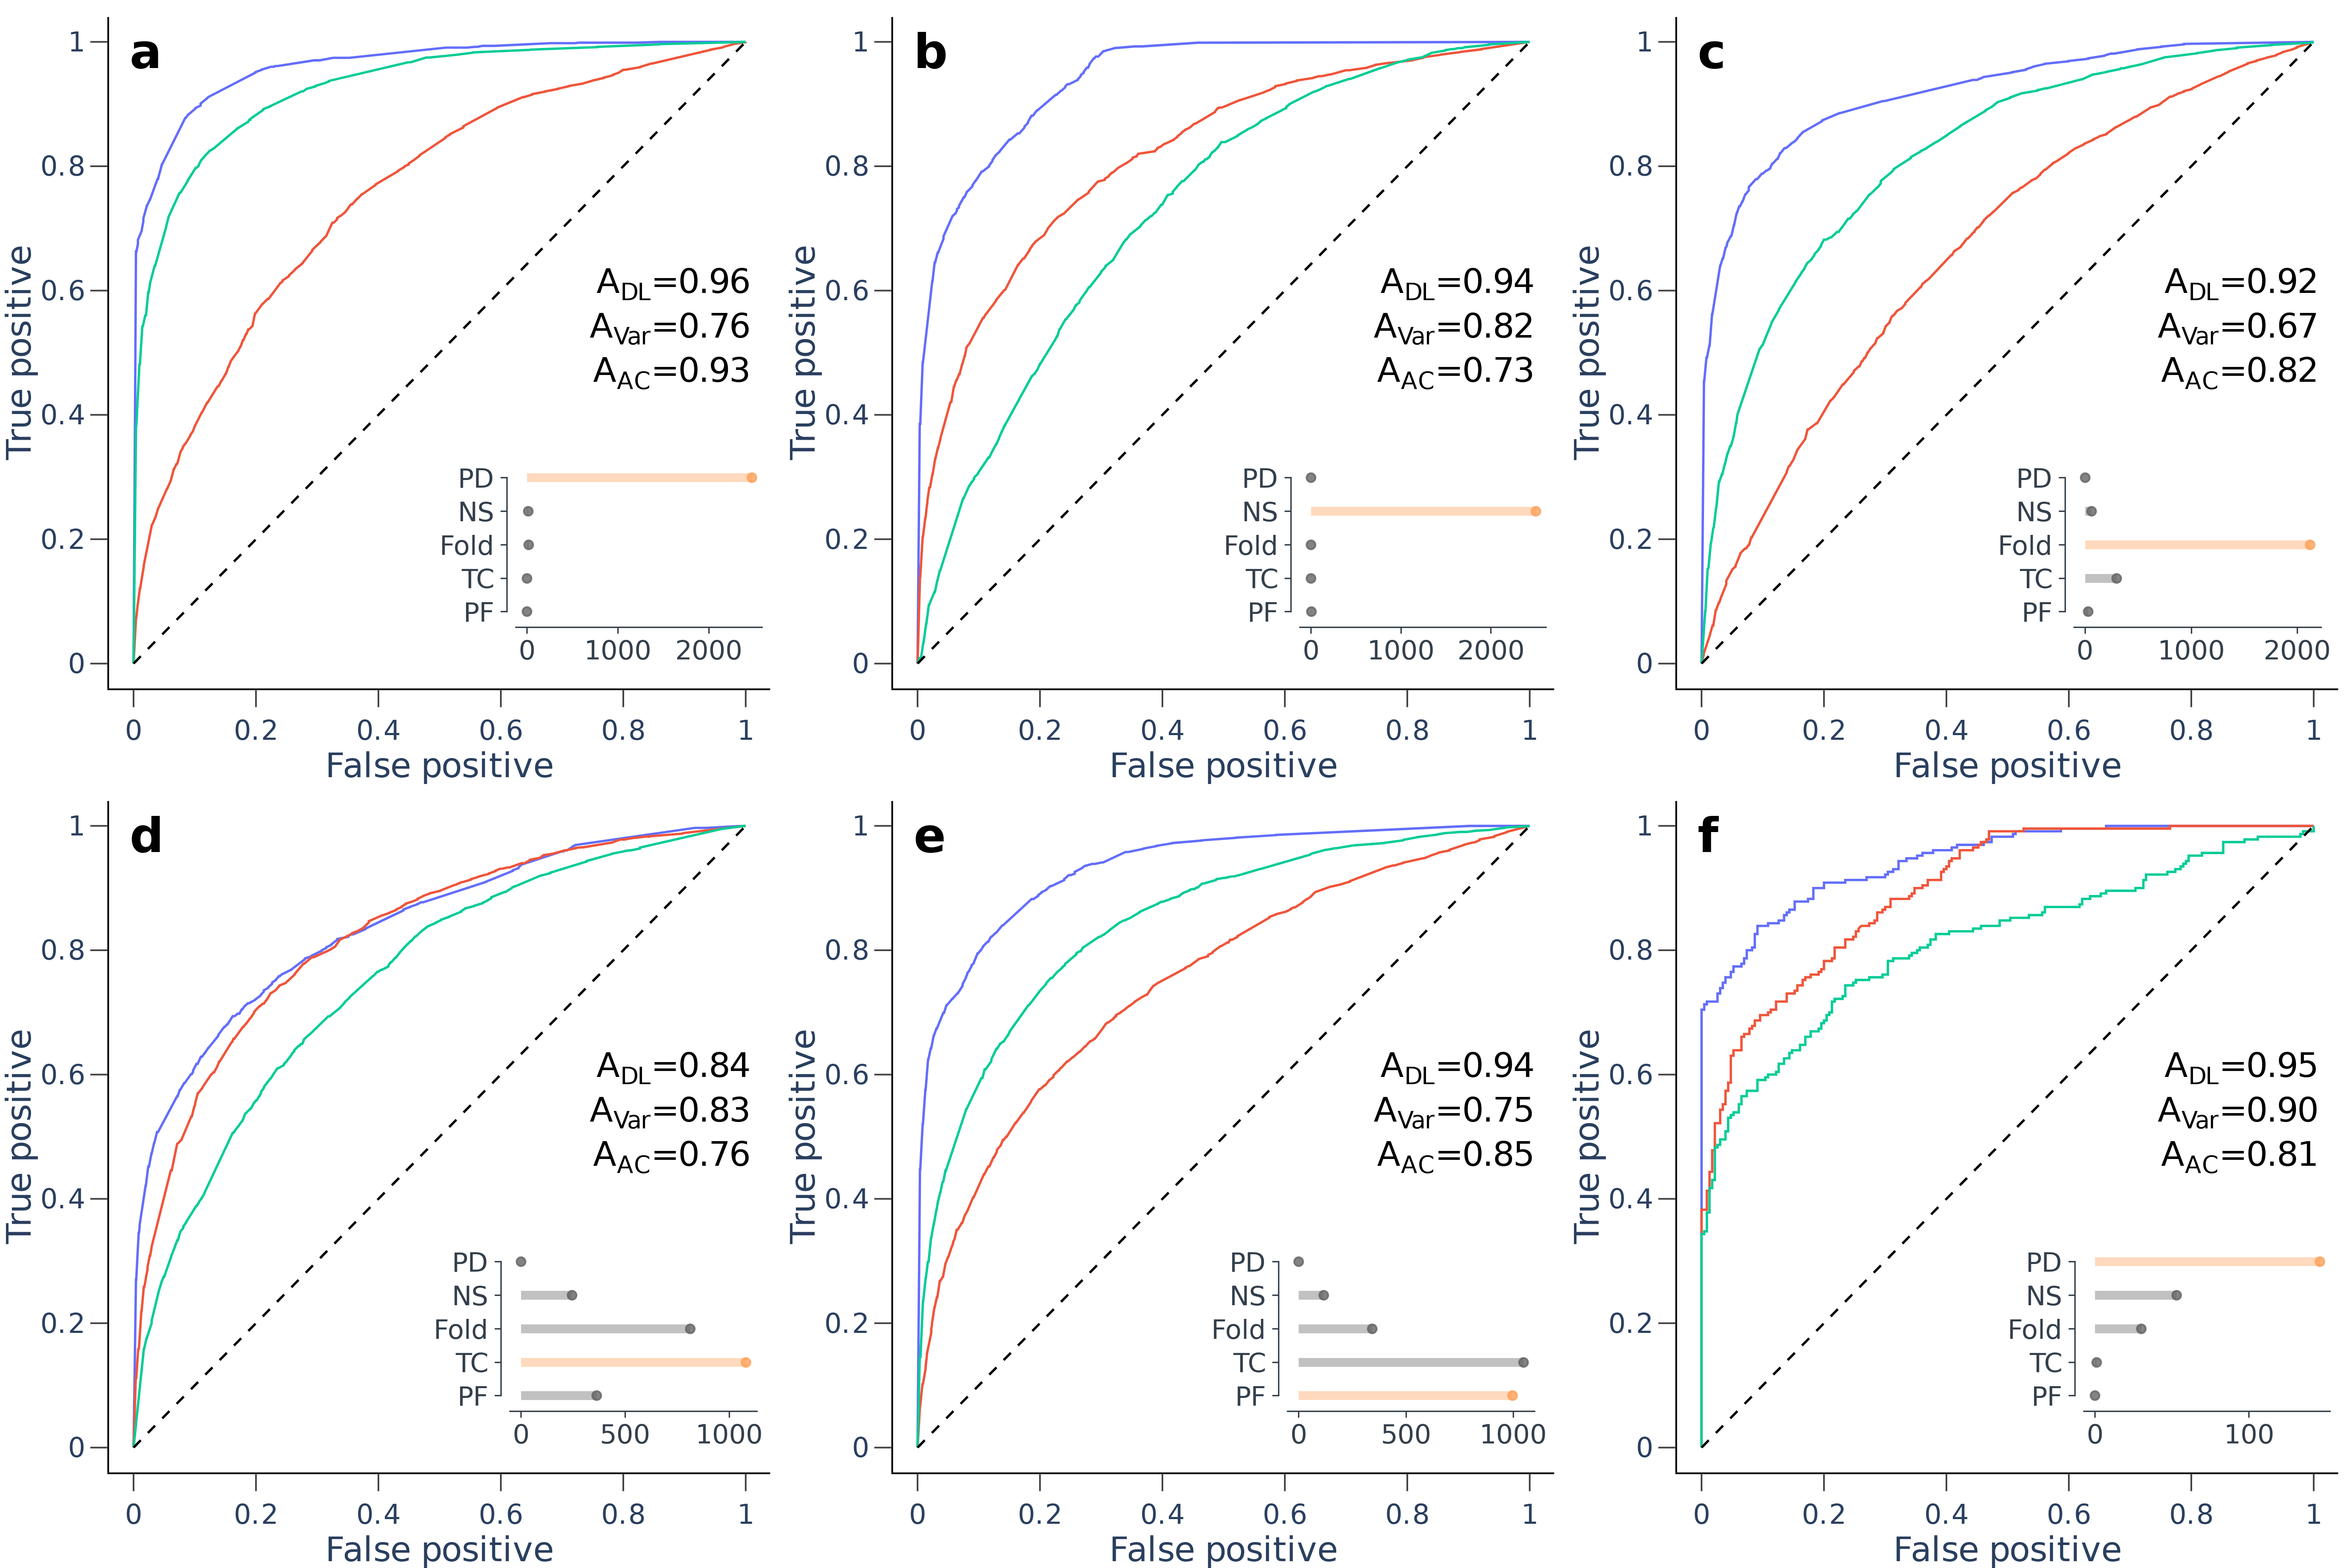 a
True positive
1
0.8
0.6
0.4
0.2
0
A_DL=0.96
A_Var=0.76
A_AC=0.93
PD
NS
Fold
TC
PF
0 1000 2000
0 0.2 0.4 0.6 0.8 1
False positive
b
True positive
1
0.8
0.6
0.4
0.2
0
A_DL=0.94
A_Var=0.82
A_AC=0.73
PD
NS
Fold
TC
PF
0 1000 2000
0 0.2 0.4 0.6 0.8 1
False positive
c
True positive
1
0.8
0.6
0.4
0.2
0
A_DL=0.92
A_Var=0.67
A_AC=0.82
PD
NS
Fold
TC
PF
0 1000 2000
0 0.2 0.4 0.6 0.8 1
False positive
d
True positive
1
0.8
0.6
0.4
0.2
0
A_DL=0.84
A_Var=0.83
A_AC=0.76
PD
NS
Fold
TC
PF
0 500 1000
0 0.2 0.4 0.6 0.8 1
False positive
e
True positive
1
0.8
0.6
0.4
0.2
0
A_DL=0.94
A_Var=0.75
A_AC=0.85
PD
NS
Fold
TC
PF
0 500 1000
0 0.2 0.4 0.6 0.8 1
False positive
f
True positive
1
0.8
0.6
0.4
0.2
0
A_DL=0.95
A_Var=0.90
A_AC=0.81
PD
NS
Fold
TC
PF
0 100
0 0.2 0.4 0.6 0.8 1
False positive